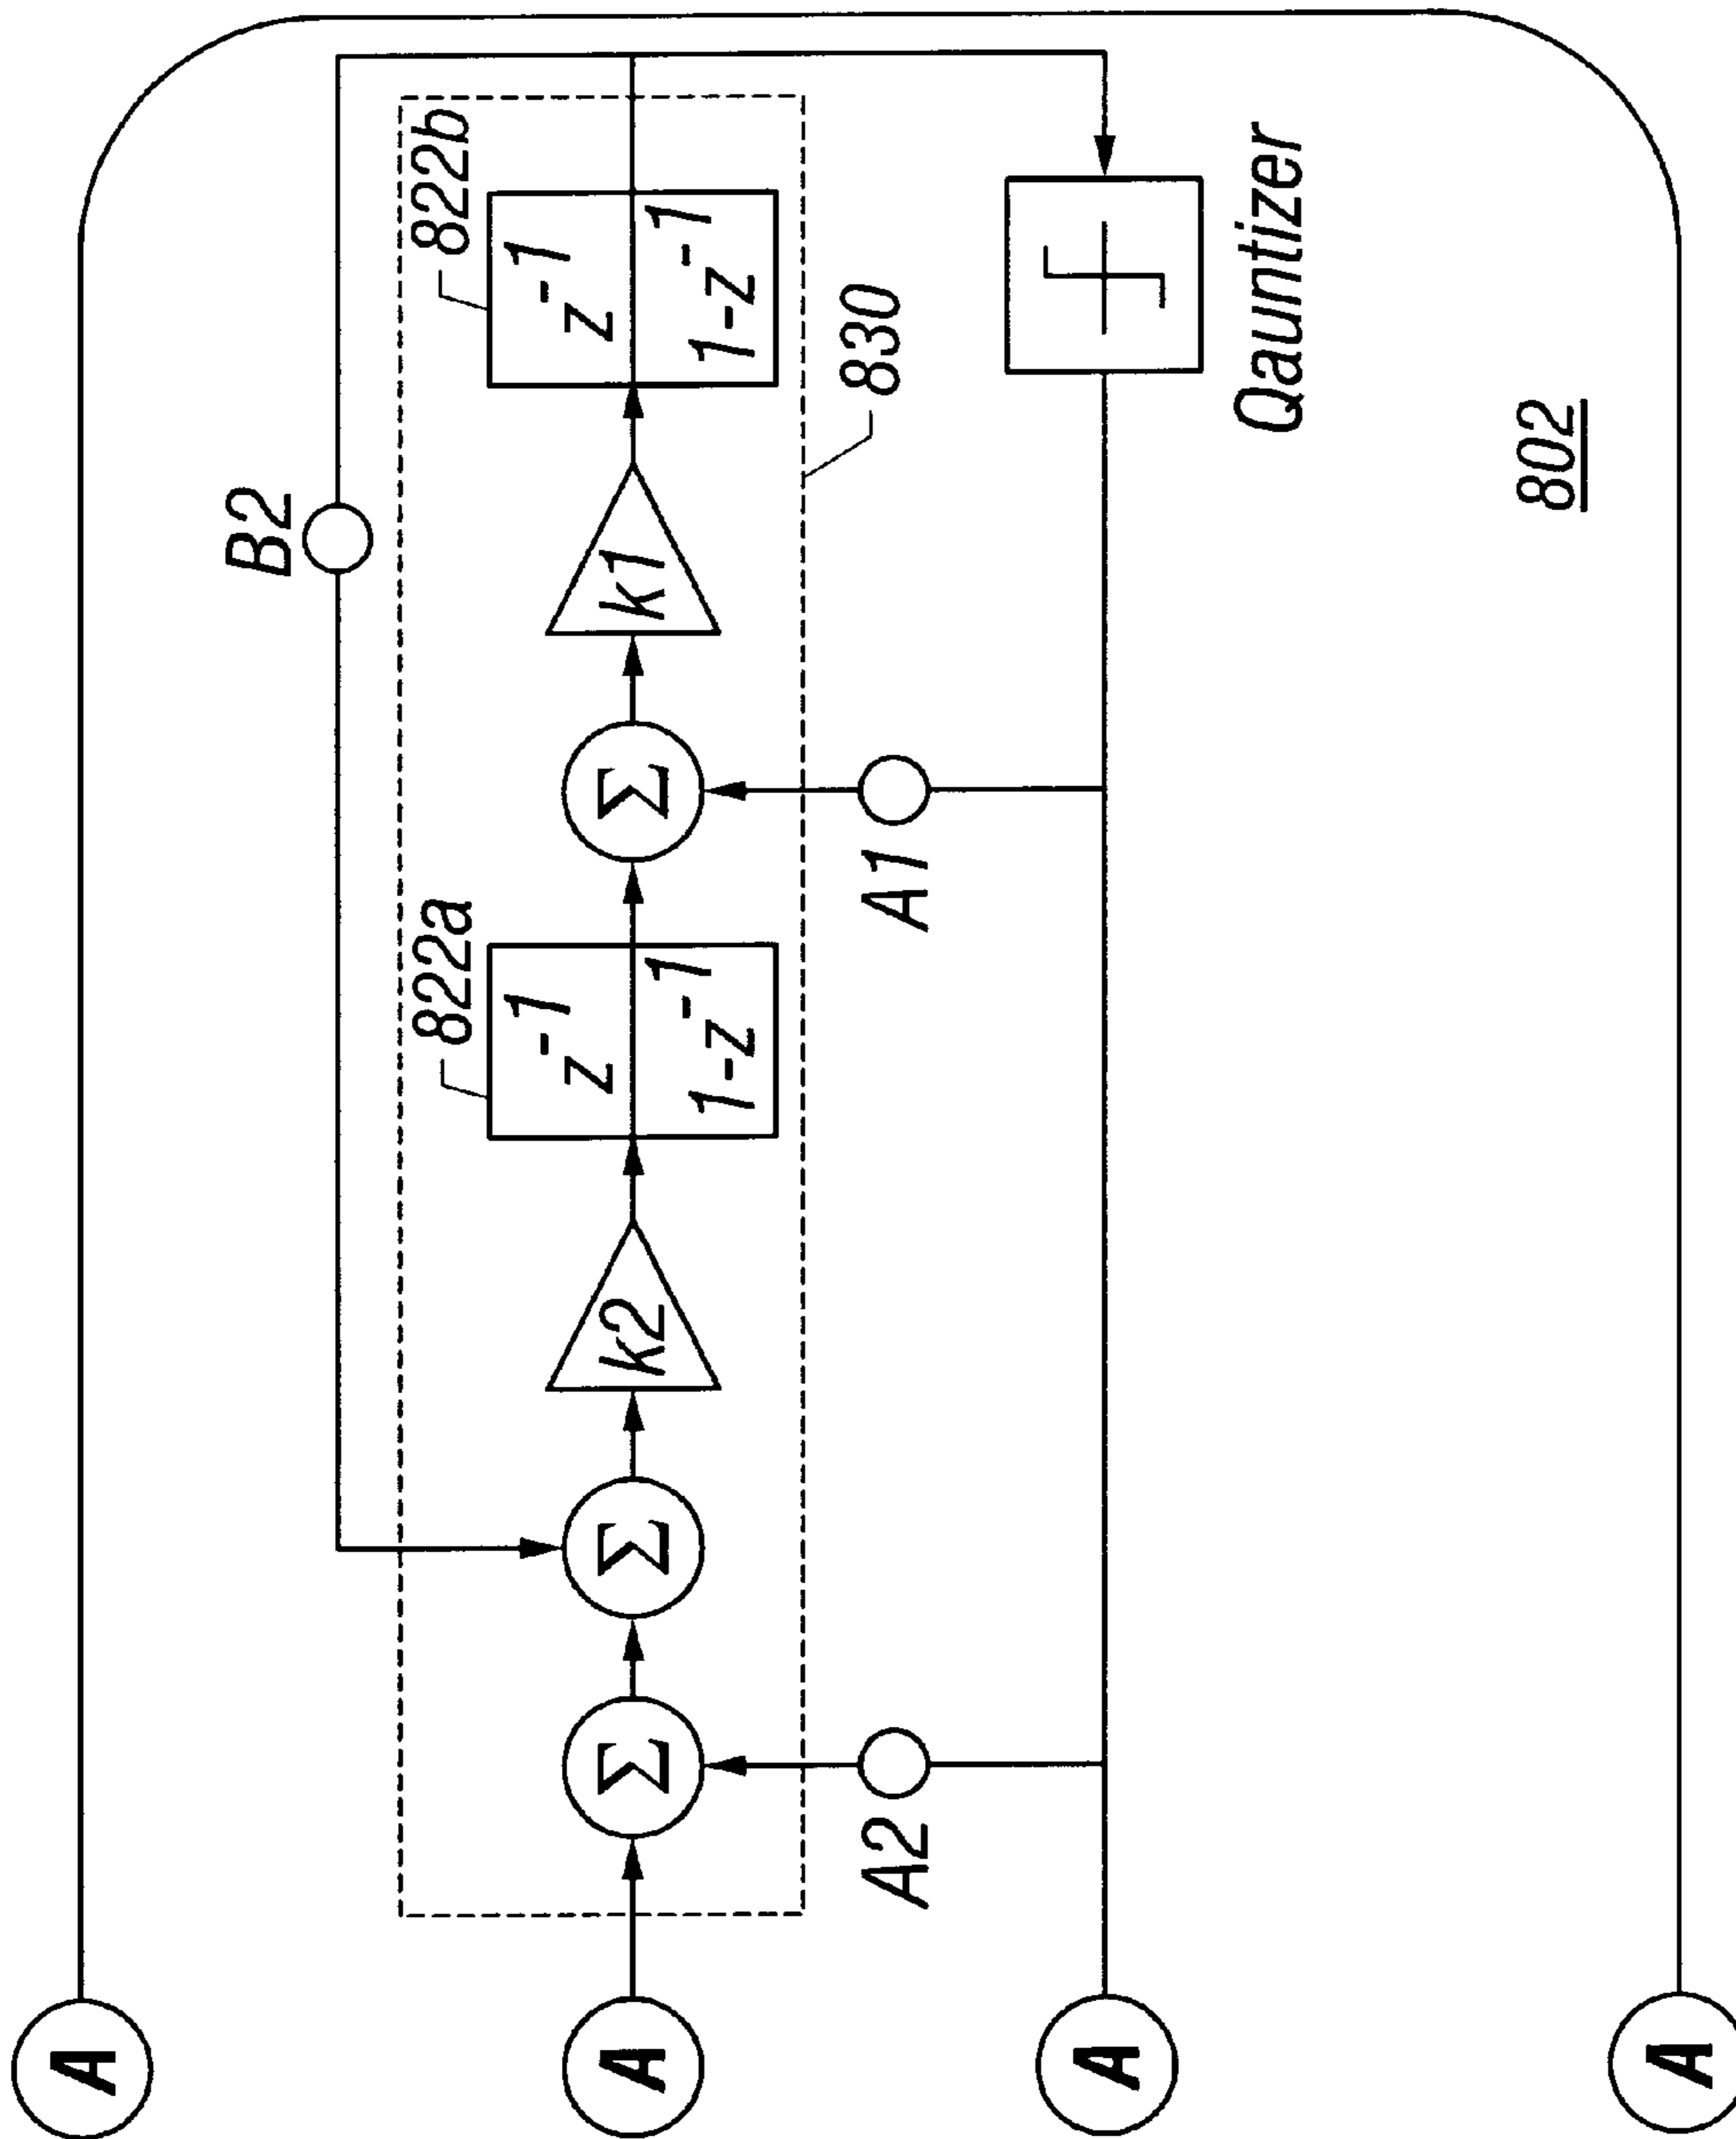 A
B2
822a
822b
A
Σ
Σ
k2
z⁻¹
1-z⁻¹
Σ
k1
z⁻¹
1-z⁻¹
830
A2
A1
A
Qauntizer
802
A